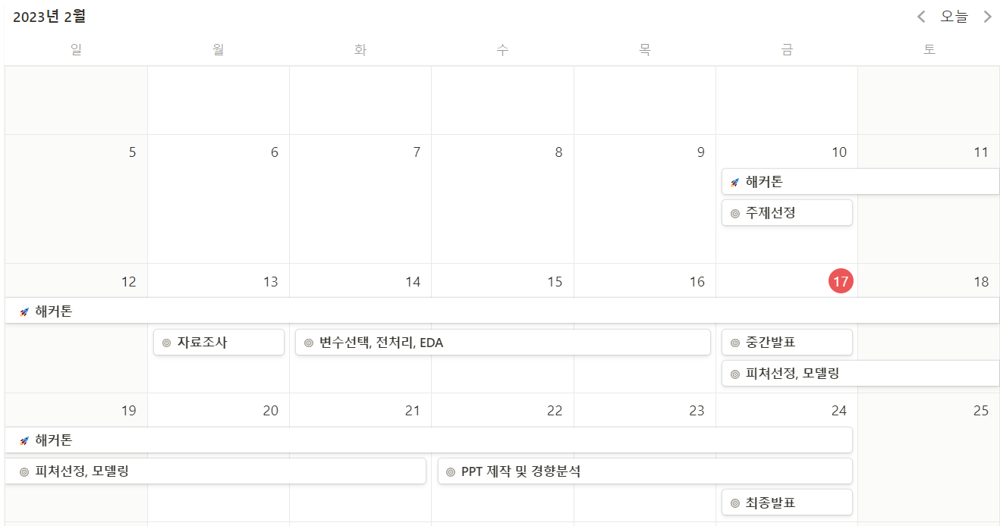 2023년 2월 오늘
일 월 화 수 목 금 토
5 6 7 8 9 10 11
해커톤
주제선정
12 13 14 15 16 17 18
해커톤
자료조사 변수선택, 전처리, EDA 중간발표
피쳐선정, 모델링
19 20 21 22 23 24 25
해커톤
피쳐선정, 모델링 PPT 제작 및 경향분석
최종발표